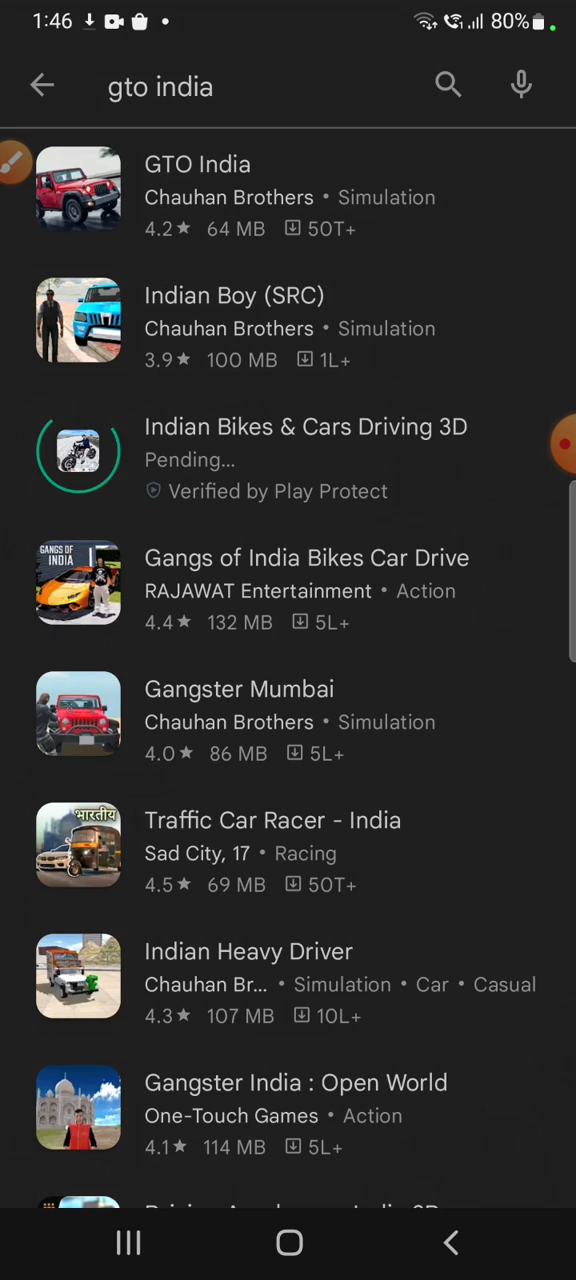 1:46 80%
gto india
GTO India
Chauhan Brothers • Simulation
4.2★ 64 MB 50T+
Indian Boy (SRC)
Chauhan Brothers • Simulation
3.9★ 100 MB 1L+
Indian Bikes & Cars Driving 3D
Pending...
Verified by Play Protect
GANGS OF
INDIA
Gangs of India Bikes Car Drive
RAJAWAT Entertainment • Action
4.4★ 132 MB 5L+
Gangster Mumbai
Chauhan Brothers • Simulation
4.0★ 86 MB 5L+
भारतीय
Traffic Car Racer - India
Sad City, 17 • Racing
4.5★ 69 MB 50T+
Indian Heavy Driver
Chauhan Br... • Simulation • Car • Casual
4.3★ 107 MB 10L+
Gangster India : Open World
One-Touch Games • Action
4.1★ 114 MB 5L+